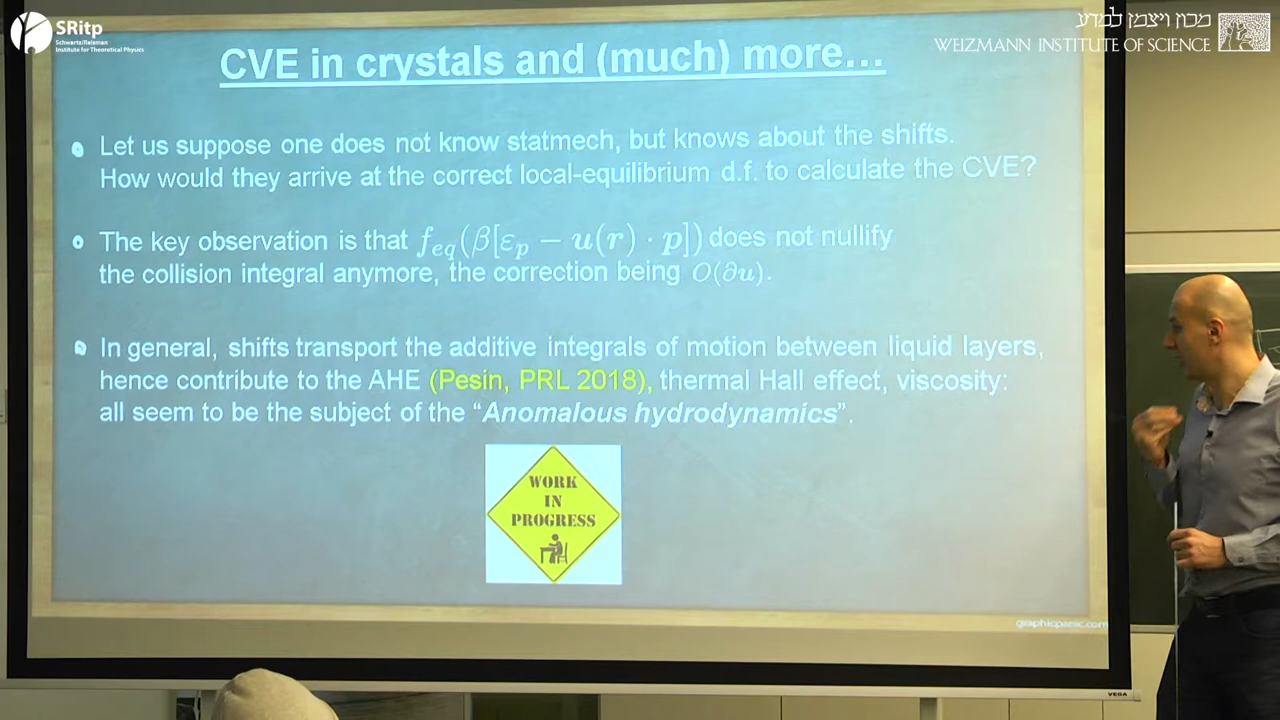 SRitp
Schwartz/Reisman
Institute for Theoretical Physics
מכון ויצמן למדע
WEIZMANN INSTITUTE OF SCIENCE
CVE in crystals and (much) more…
Let us suppose one does not know statmech, but knows about the shifts.
How would they arrive at the correct local-equilibrium d.f. to calculate the CVE?
The key observation is that f_eq(β[ε_p − u(r) · p]) does not nullify
the collision integral anymore, the correction being O(∂u).
In general, shifts transport the additive integrals of motion between liquid layers,
hence contribute to the AHE (Pesin, PRL 2018), thermal Hall effect, viscosity:
all seem to be the subject of the “Anomalous hydrodynamics”.
WORK
IN
PROGRESS
graphicpanic.com
VEGA